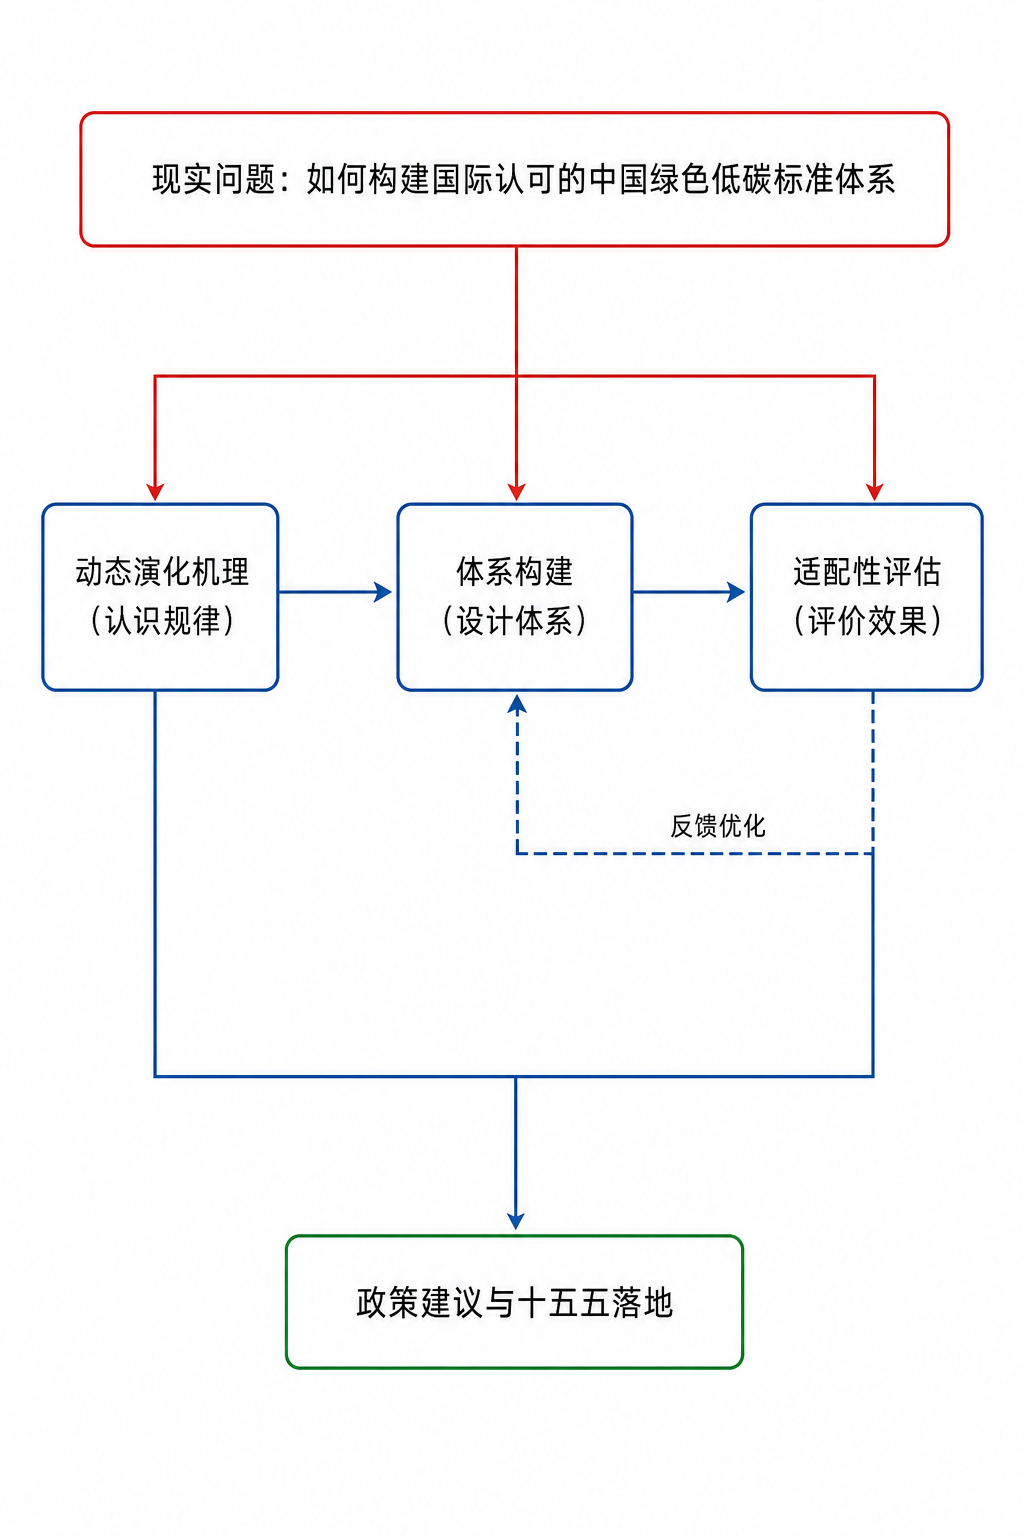 现实问题：如何构建国际认可的中国绿色低碳标准体系
动态演化机理
（认识规律）
体系构建
（设计体系）
适配性评估
（评价效果）
反馈优化
政策建议与十五五落地